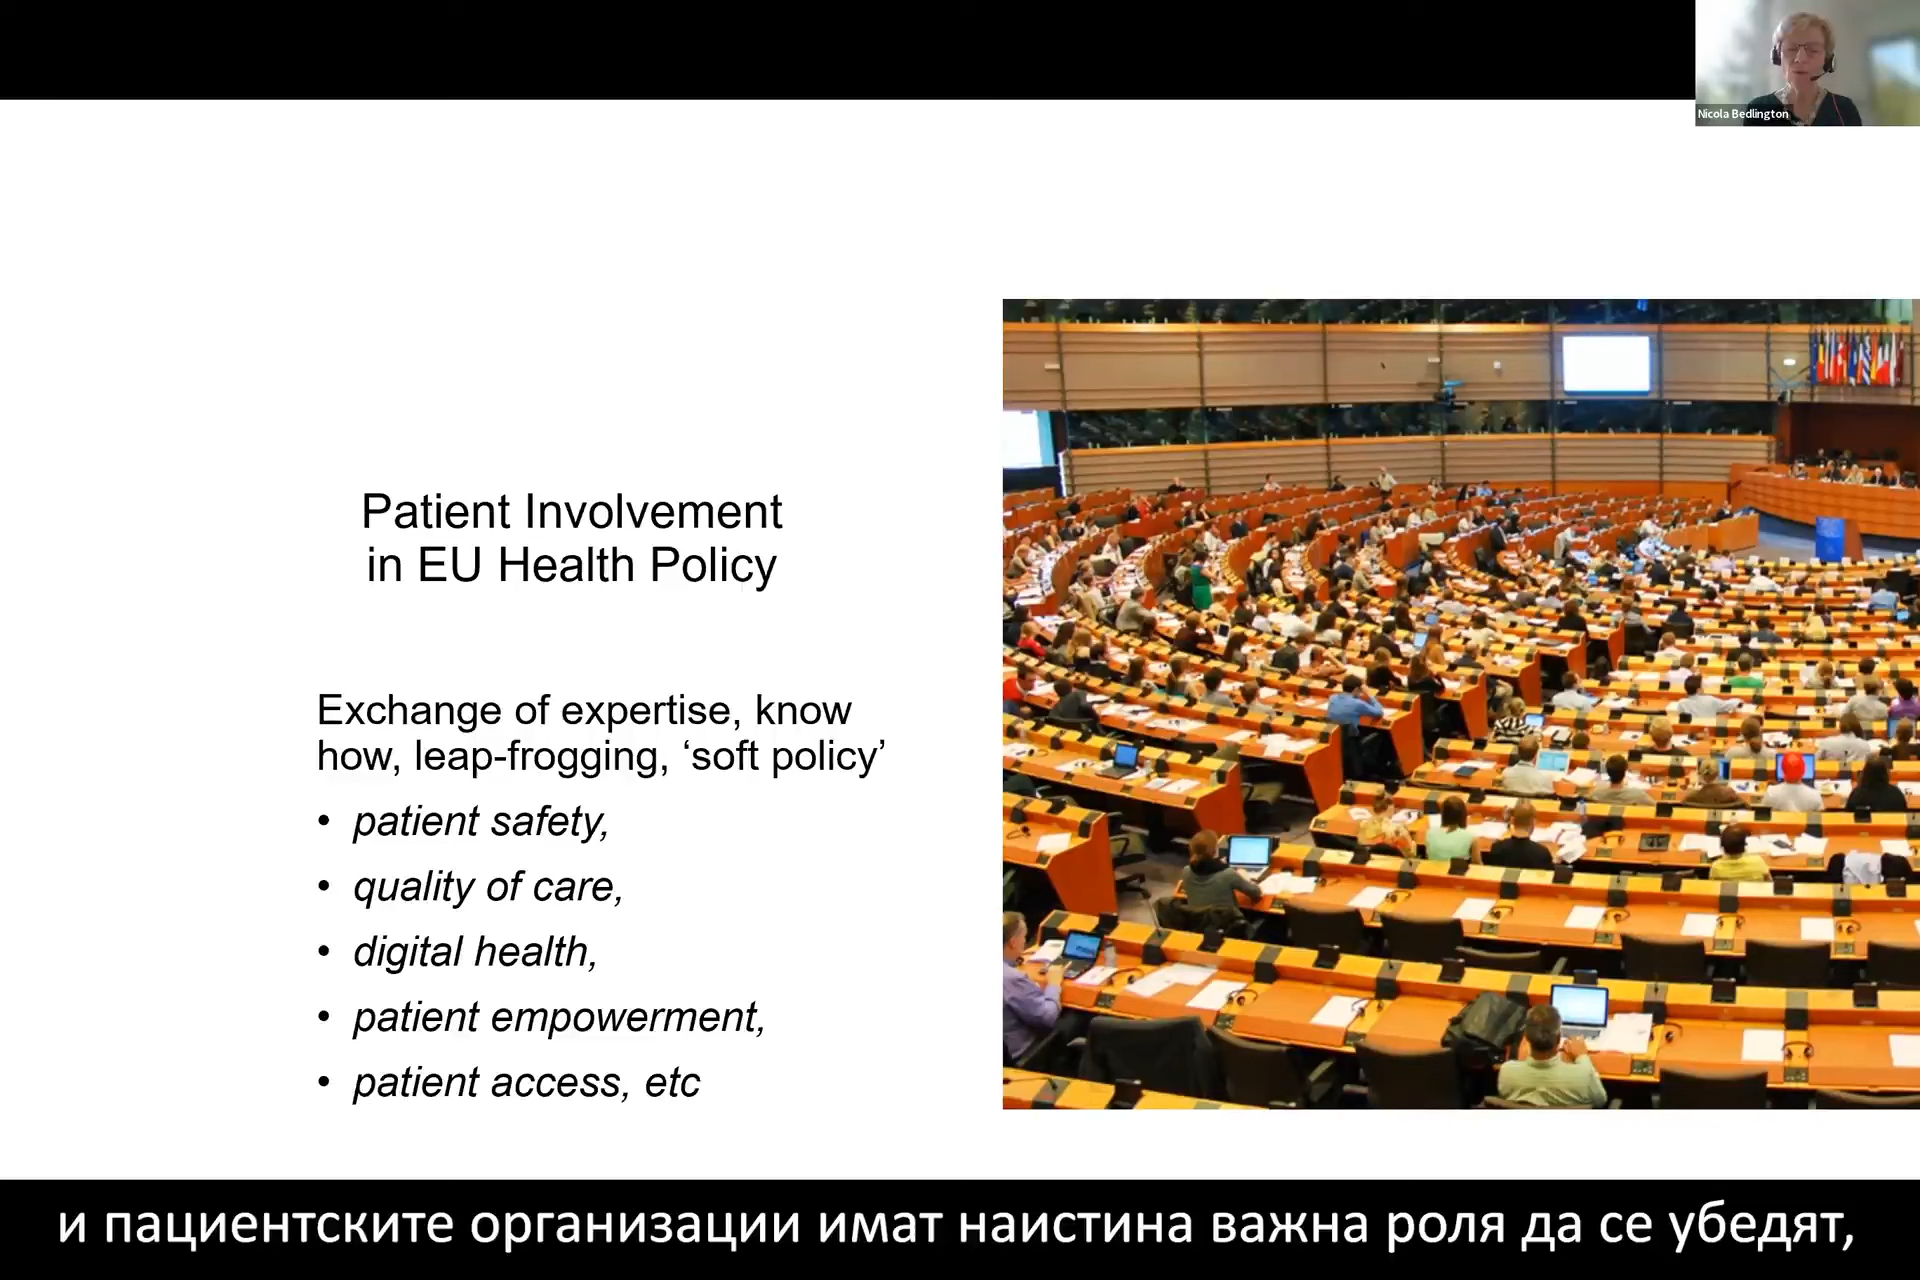 Nicola Bedlington
Patient Involvement
in EU Health Policy
Exchange of expertise, know
how, leap-frogging, ‘soft policy’
• patient safety,
• quality of care,
• digital health,
• patient empowerment,
• patient access, etc
и пациентските организации имат наистина важна роля да се убедят,